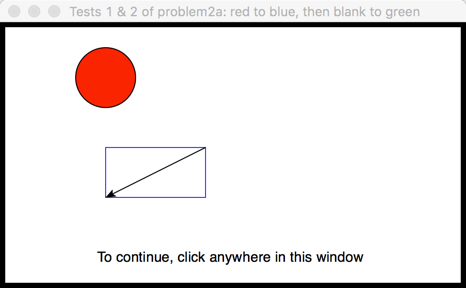 Tests 1 & 2 of problem2a: red to blue, then blank to green
To continue, click anywhere in this window